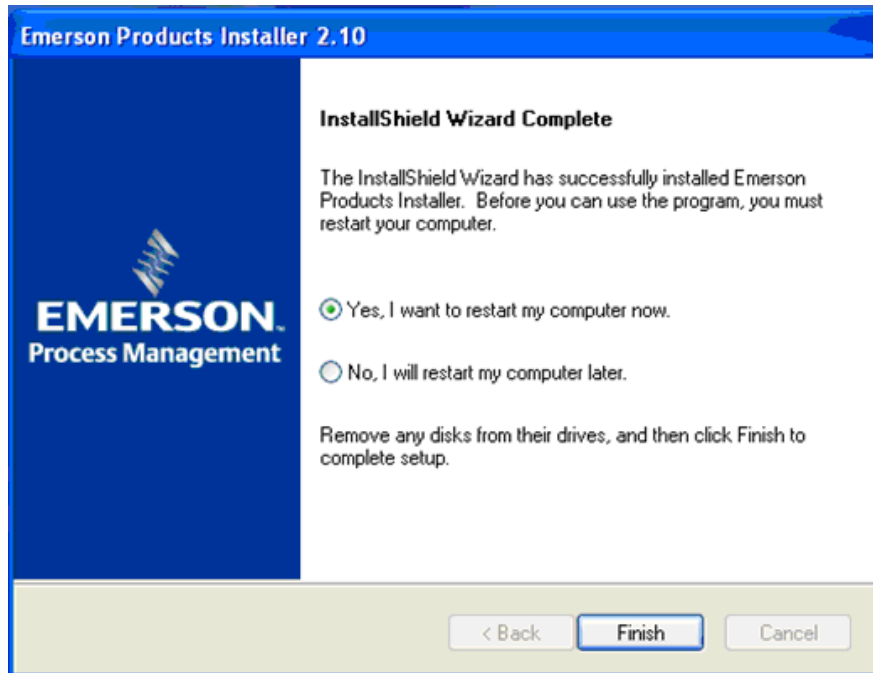 Emerson Products Installer 2.10
InstallShield Wizard Complete
The InstallShield Wizard has successfully installed Emerson
Products Installer. Before you can use the program, you must
restart your computer.
EMERSON.
Process Management
Yes, I want to restart my computer now.
No, I will restart my computer later.
Remove any disks from their drives, and then click Finish to
complete setup.
< Back
Finish
Cancel